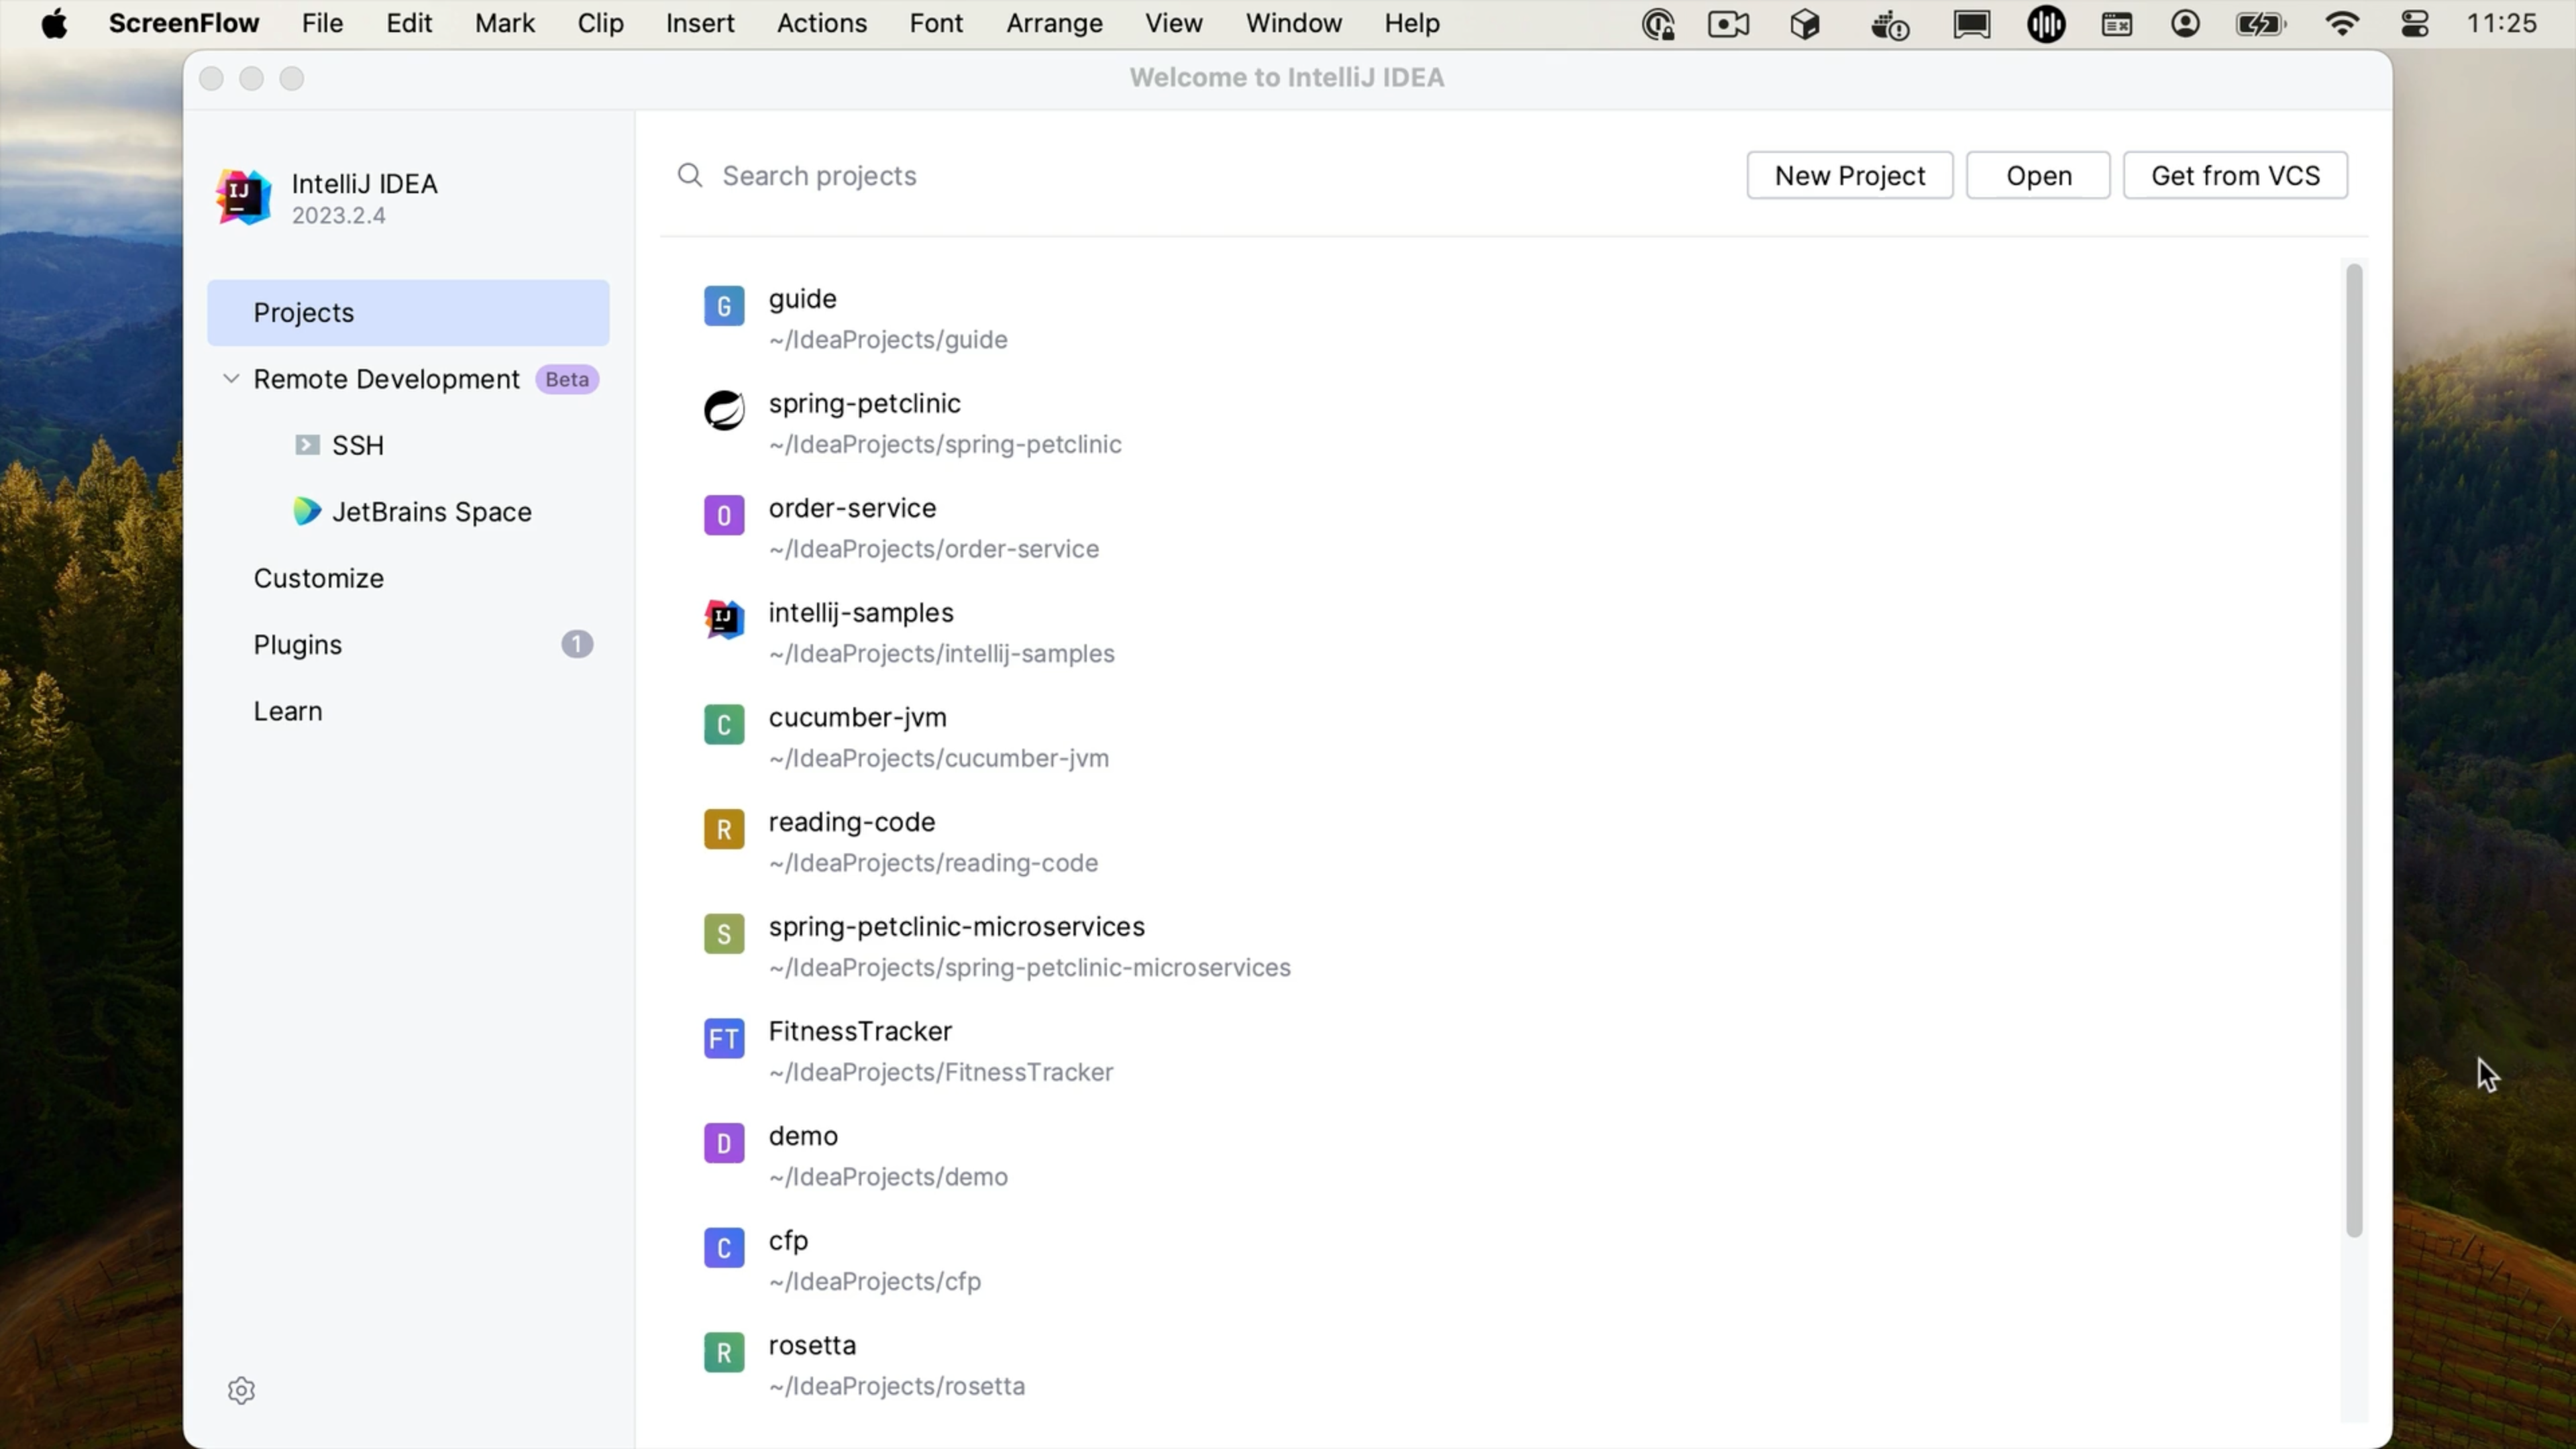 ScreenFlow File Edit Mark Clip Insert Actions Font Arrange View Window Help 11:25
Welcome to IntelliJ IDEA
IJ
IntelliJ IDEA
2023.2.4
Search projects
New Project
Open
Get from VCS
Projects
Remote Development Beta
SSH
JetBrains Space
Customize
Plugins 1
Learn
G guide
~/IdeaProjects/guide
spring-petclinic
~/IdeaProjects/spring-petclinic
O order-service
~/IdeaProjects/order-service
IJ intellij-samples
~/IdeaProjects/intellij-samples
C cucumber-jvm
~/IdeaProjects/cucumber-jvm
R reading-code
~/IdeaProjects/reading-code
S spring-petclinic-microservices
~/IdeaProjects/spring-petclinic-microservices
FT FitnessTracker
~/IdeaProjects/FitnessTracker
D demo
~/IdeaProjects/demo
C cfp
~/IdeaProjects/cfp
R rosetta
~/IdeaProjects/rosetta